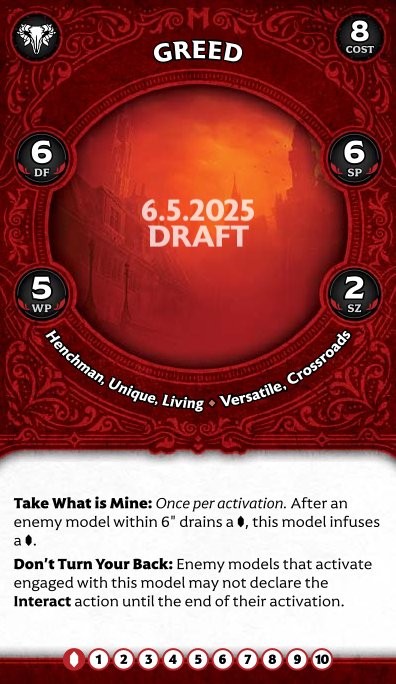 GREED
8
COST
6
DF
6
SP
6.5.2025
DRAFT
5
WP
2
SZ
Henchman, Unique, Living • Versatile, Crossroads
Take What is Mine: Once per activation. After an
enemy model within 6" drains a ⬮, this model infuses
a ⬮.
Don't Turn Your Back: Enemy models that activate
engaged with this model may not declare the
Interact action until the end of their activation.
1 2 3 4 5 6 7 8 9 10